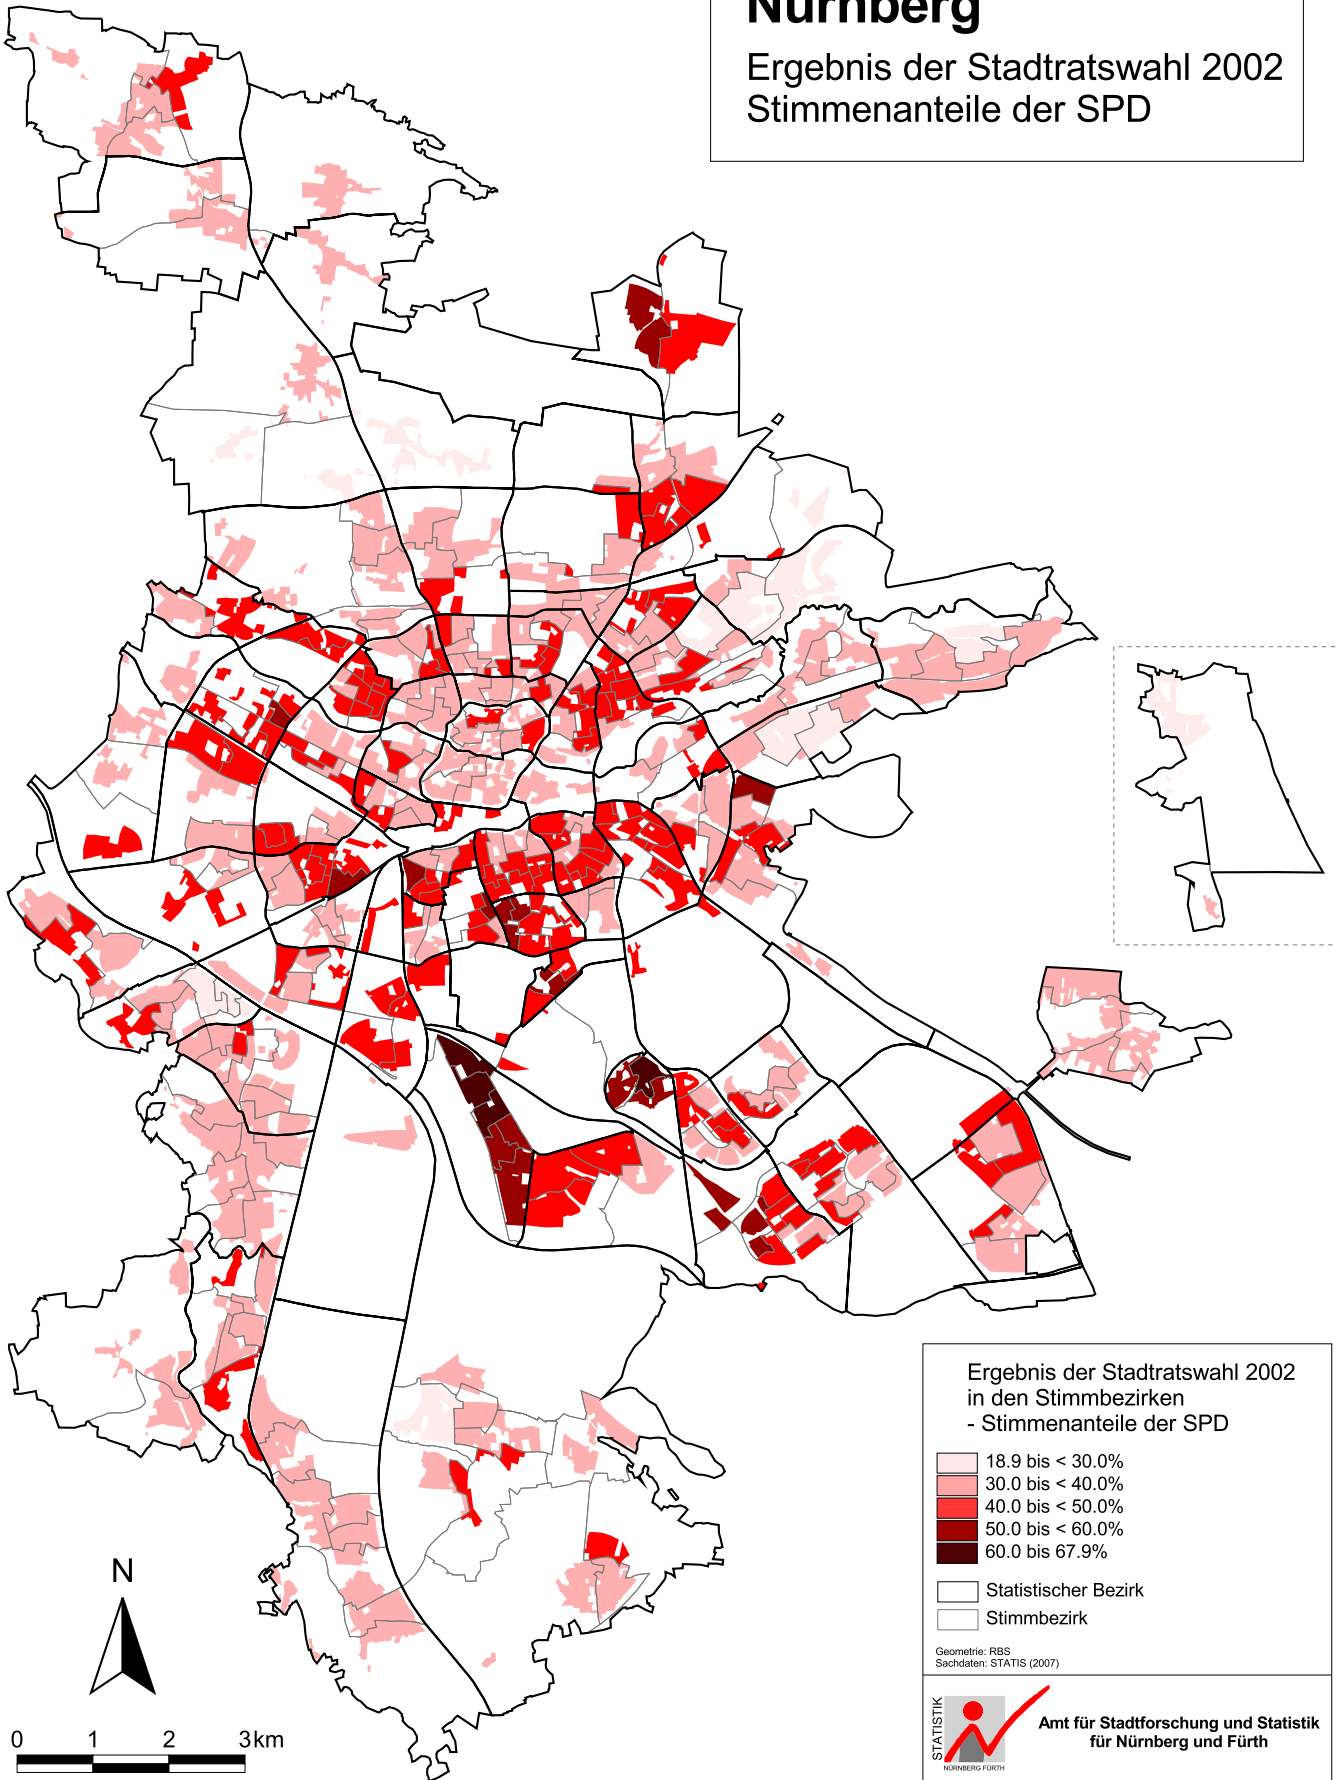 Nürnberg
Ergebnis der Stadtratswahl 2002
Stimmenanteile der SPD
Ergebnis der Stadtratswahl 2002
in den Stimmbezirken
- Stimmenanteile der SPD
18.9 bis < 30.0%
30.0 bis < 40.0%
40.0 bis < 50.0%
50.0 bis < 60.0%
60.0 bis 67.9%
Statistischer Bezirk
Stimmbezirk
Geometrie: RBS
Sachdaten: STATIS (2007)
STATISTIK
NÜRNBERG FÜRTH
Amt für Stadtforschung und Statistik
für Nürnberg und Fürth
N
0 1 2 3km